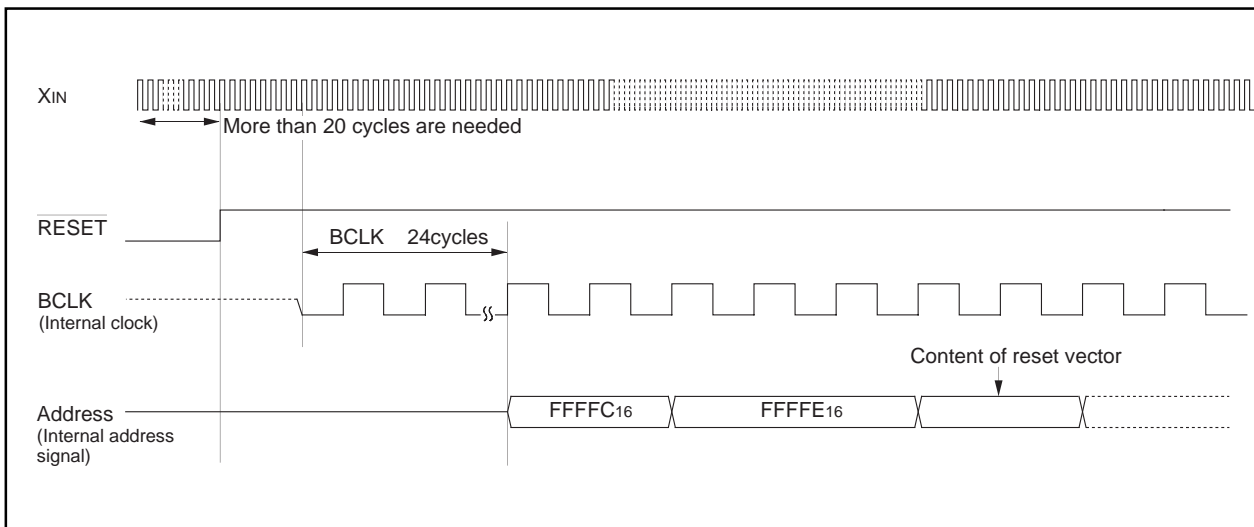 XIN
More than 20 cycles are needed
RESET
BCLK 24cycles
BCLK
(Internal clock)
Content of reset vector
Address
(Internal address
signal)
FFFFC16
FFFFE16